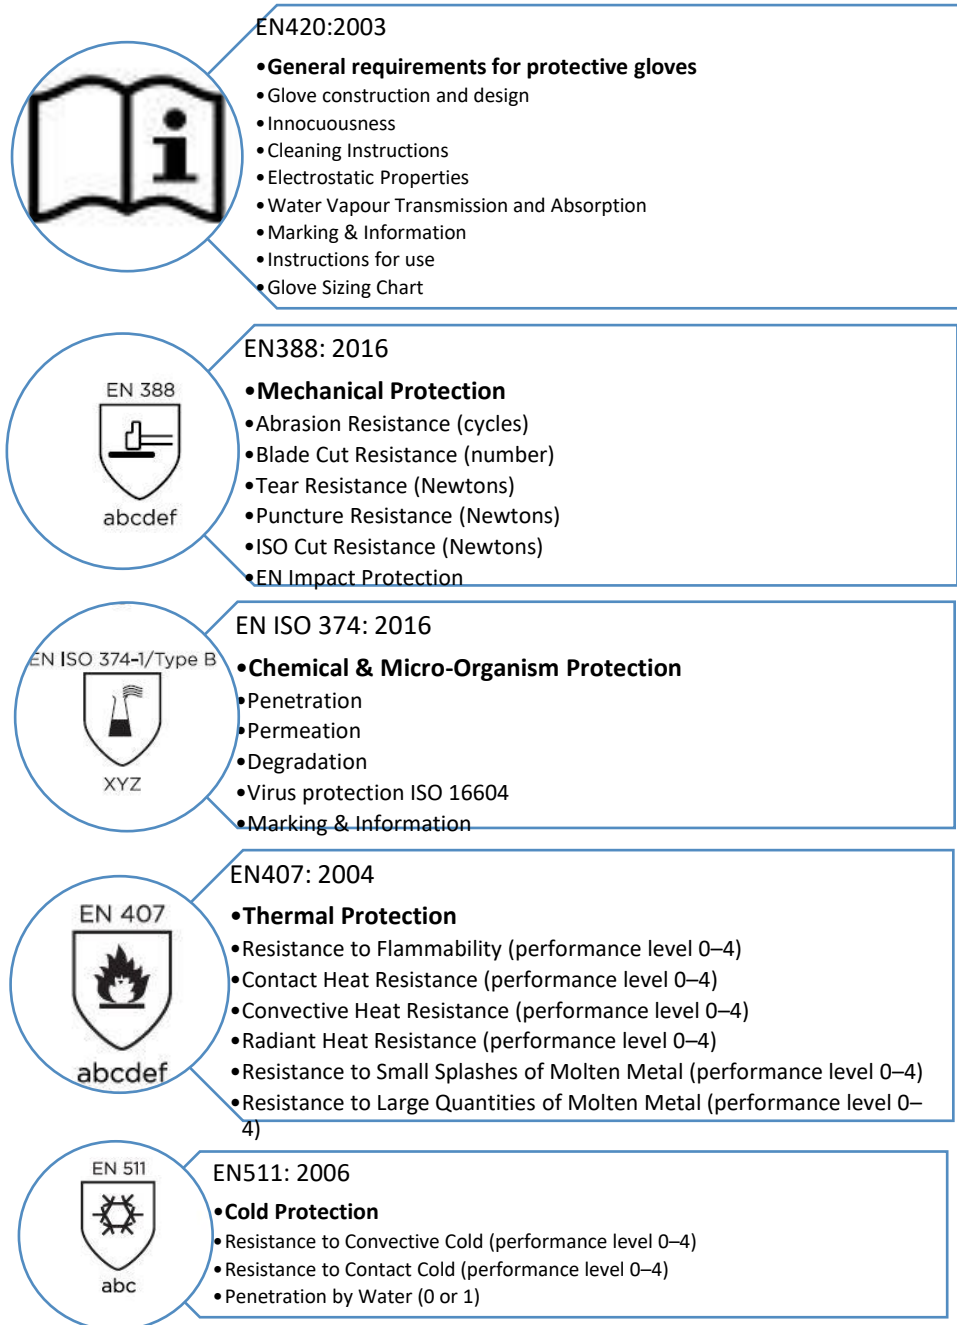 EN420:2003
•General requirements for protective gloves
•Glove construction and design
•Innocuousness
•Cleaning Instructions
•Electrostatic Properties
•Water Vapour Transmission and Absorption
•Marking & Information
•Instructions for use
•Glove Sizing Chart
EN 388
abcdef
EN388: 2016
•Mechanical Protection
•Abrasion Resistance (cycles)
•Blade Cut Resistance (number)
•Tear Resistance (Newtons)
•Puncture Resistance (Newtons)
•ISO Cut Resistance (Newtons)
•EN Impact Protection
EN ISO 374-1/Type B
XYZ
EN ISO 374: 2016
•Chemical & Micro-Organism Protection
•Penetration
•Permeation
•Degradation
•Virus protection ISO 16604
•Marking & Information
EN 407
abcdef
EN407: 2004
•Thermal Protection
•Resistance to Flammability (performance level 0–4)
•Contact Heat Resistance (performance level 0–4)
•Convective Heat Resistance (performance level 0–4)
•Radiant Heat Resistance (performance level 0–4)
•Resistance to Small Splashes of Molten Metal (performance level 0–4)
•Resistance to Large Quantities of Molten Metal (performance level 0–
4)
EN 511
abc
EN511: 2006
•Cold Protection
•Resistance to Convective Cold (performance level 0–4)
•Resistance to Contact Cold (performance level 0–4)
•Penetration by Water (0 or 1)